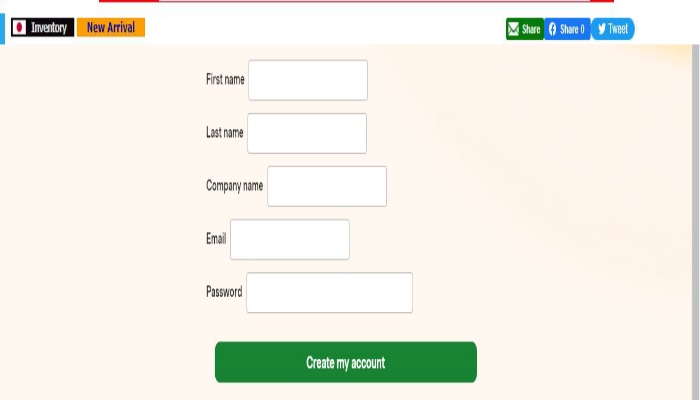 Inventory New Arrival Share Share 0 Tweet
First name
Last name
Company name
Email
Password
Create my account